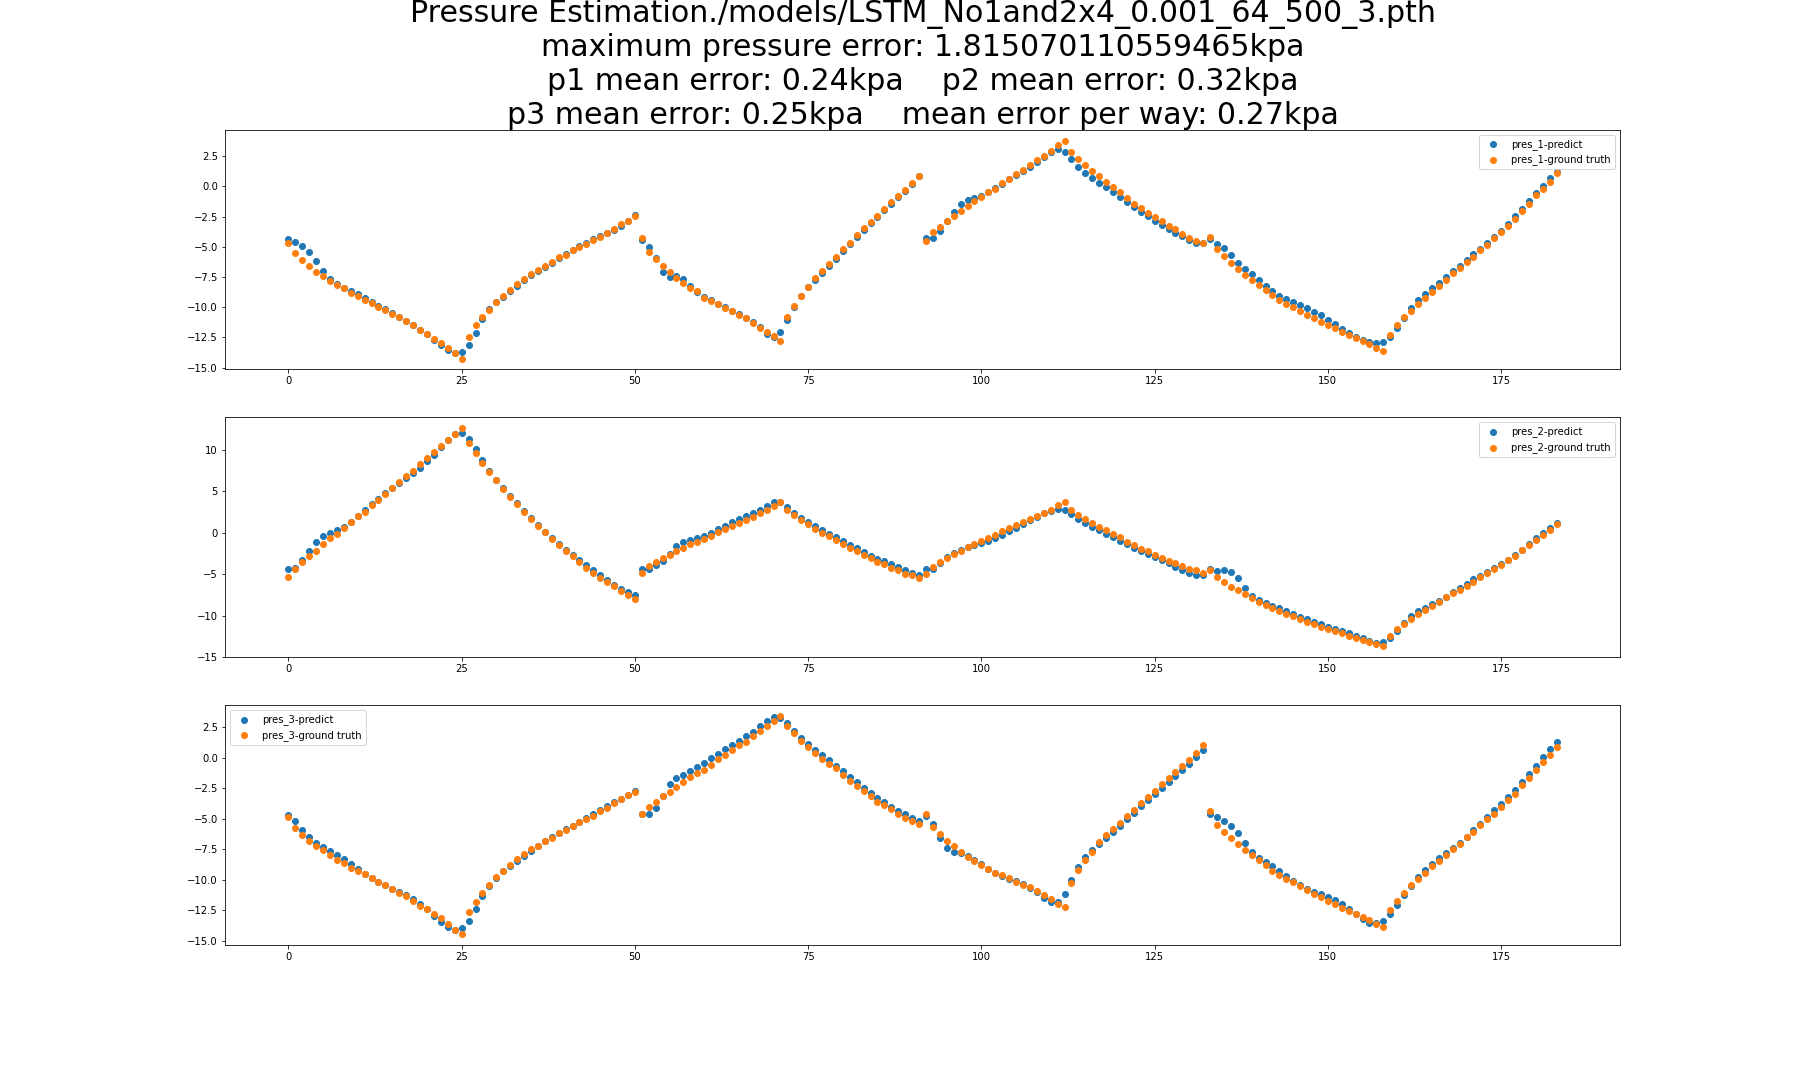 Pressure Estimation./models/LSTM_No1and2x4_0.001_64_500_3.pth
maximum pressure error: 1.815070110559465kpa
p1 mean error: 0.24kpa    p2 mean error: 0.32kpa
p3 mean error: 0.25kpa    mean error per way: 0.27kpa
pres_1-predict
pres_1-ground truth
2.5
0.0
−2.5
−5.0
−7.5
−10.0
−12.5
−15.0
0 25 50 75 100 125 150 175
pres_2-predict
pres_2-ground truth
10
5
0
−5
−10
−15
0 25 50 75 100 125 150 175
pres_3-predict
pres_3-ground truth
2.5
0.0
−2.5
−5.0
−7.5
−10.0
−12.5
−15.0
0 25 50 75 100 125 150 175